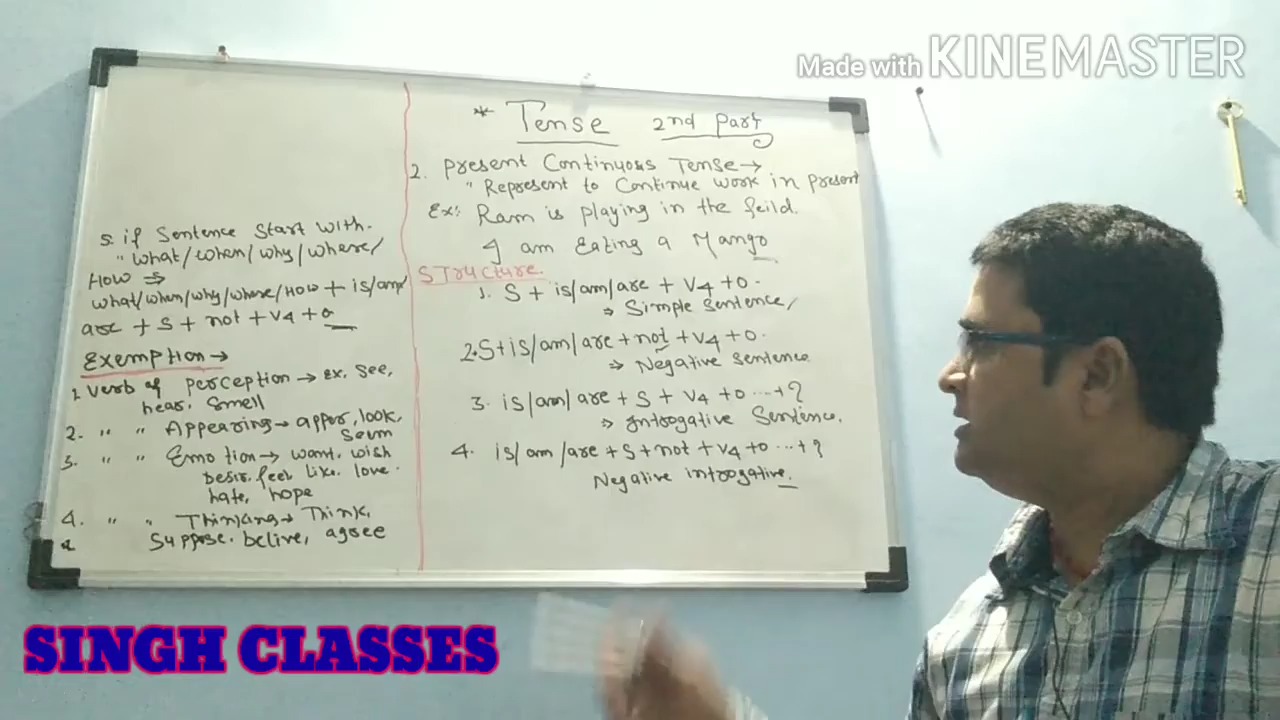 Made with KINEMASTER
* Tense 2nd Part
2. Present Continuous Tense →
" Represent to Continue work in present
Ex: Ram is playing in the feild.
I am Eating a Mango
STructure.
1. S + is/am/are + V4 + O.
⇒ Simple Sentence/
2. S + is/am/are + not + V4 + O.
⇒ Negative Sentence.
3. is/am/are + S + V4 + O ... + ?
⇒ introgative Sentence.
4. is/am/are + S + not + V4 + O ... + ?
Negative introgative.
5. if Sentence Start with.
" what/when/why/where/
How ⇒
what/when/why/where/How + is/am/
are + S + not + V4 + O
Exemption →
1. Verb of Perception → Ex. See,
hear. Smell
2. " " Appearing → apper, look,
Seem
3. " " Emotion → want, wish
desir. feel like. love.
hate, hope
4. " " Thinking → Think,
Suppose. belive, agree
SINGH CLASSES